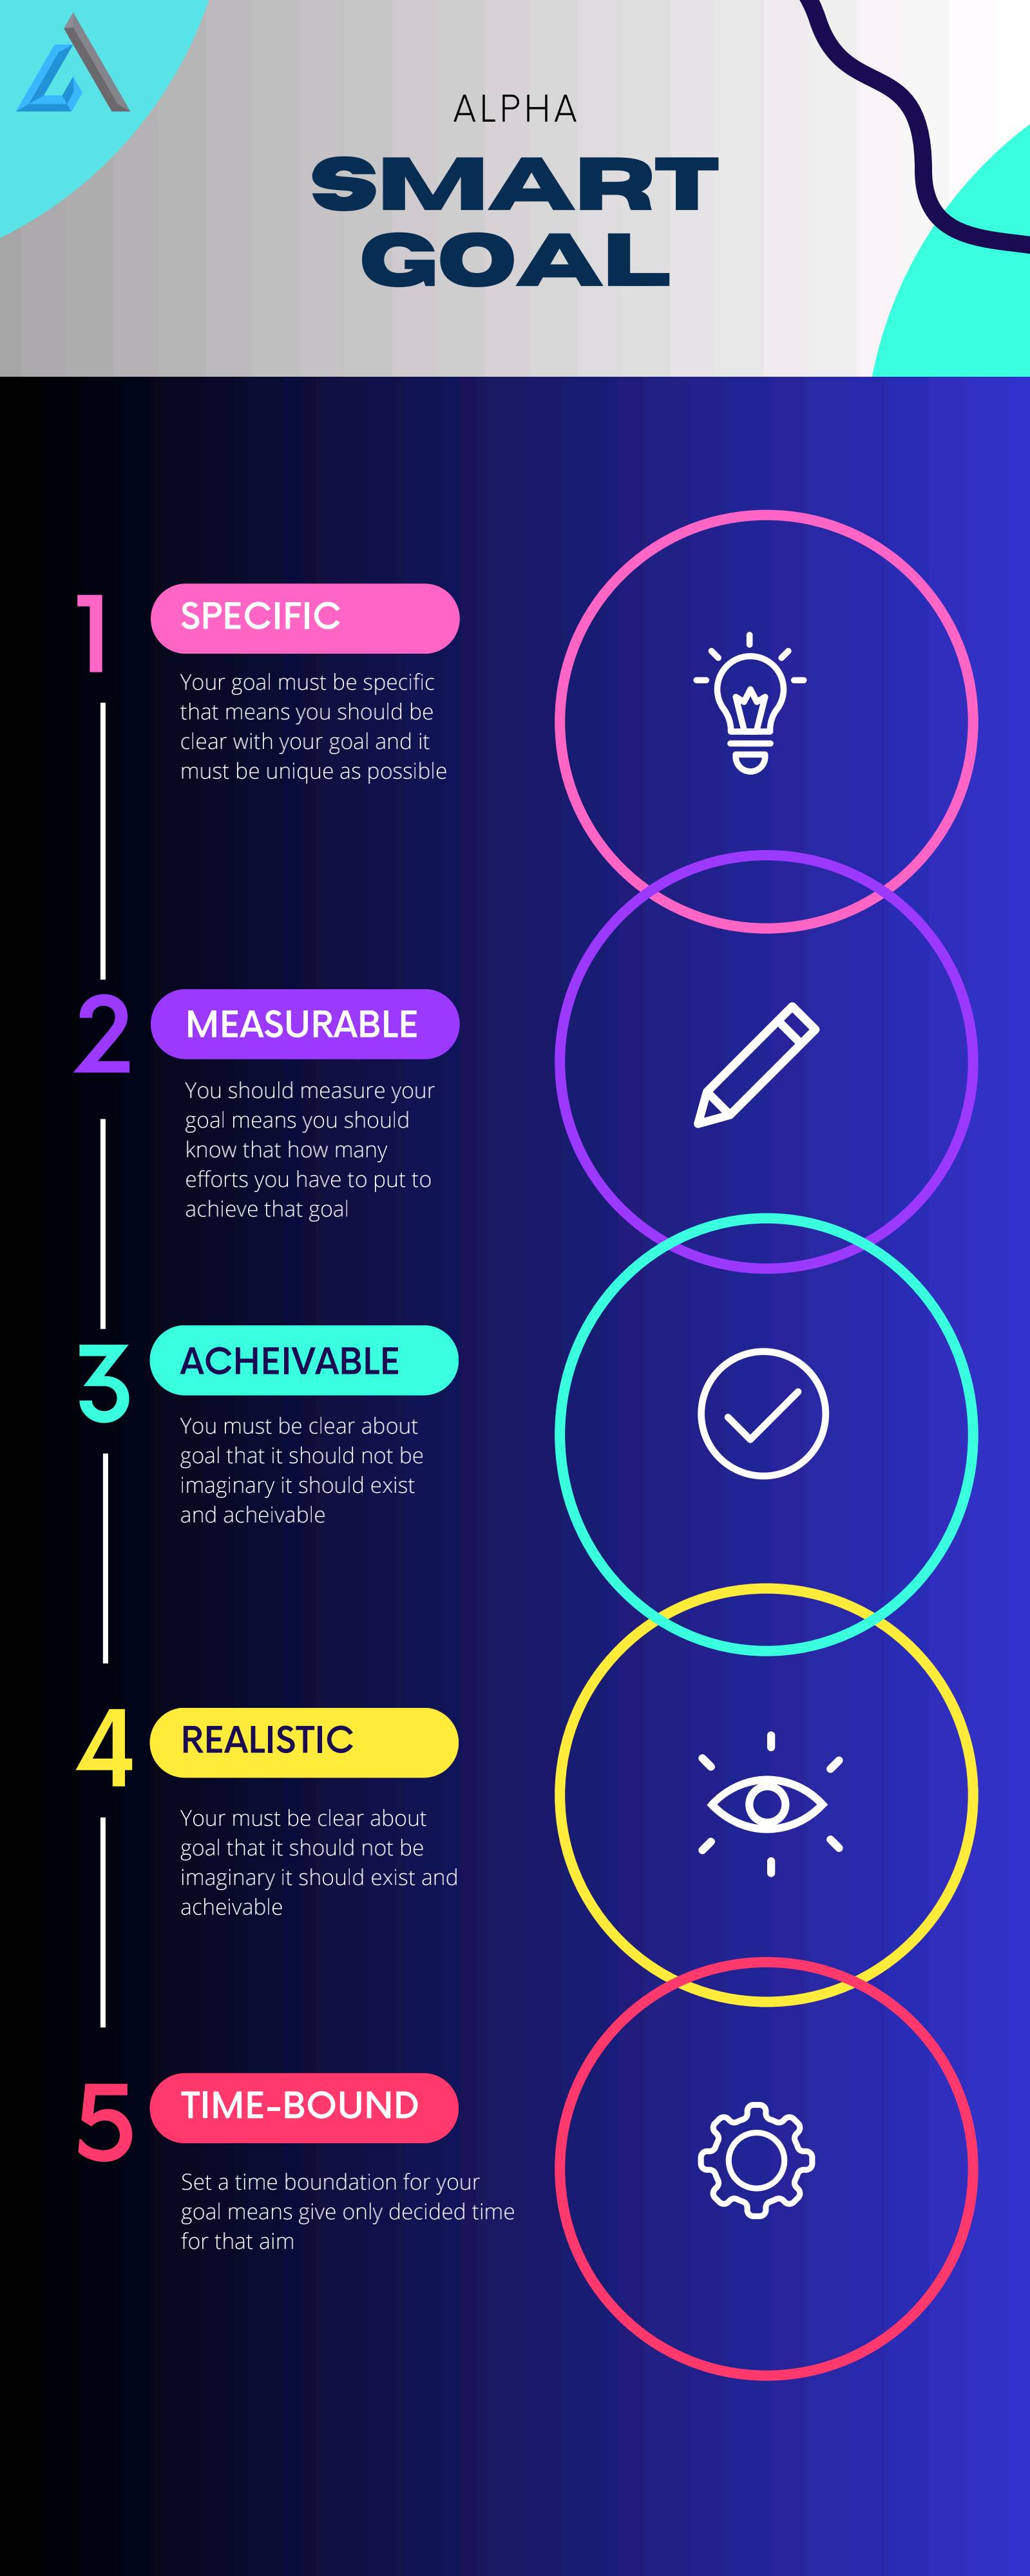 ALPHA
SMART
GOAL
1
SPECIFIC
Your goal must be specific
that means you should be
clear with your goal and it
must be unique as possible
2
MEASURABLE
You should measure your
goal means you should
know that how many
efforts you have to put to
achieve that goal
3
ACHEIVABLE
You must be clear about
goal that it should not be
imaginary it should exist
and acheivable
4
REALISTIC
Your must be clear about
goal that it should not be
imaginary it should exist and
acheivable
5
TIME-BOUND
Set a time boundation for your
goal means give only decided time
for that aim